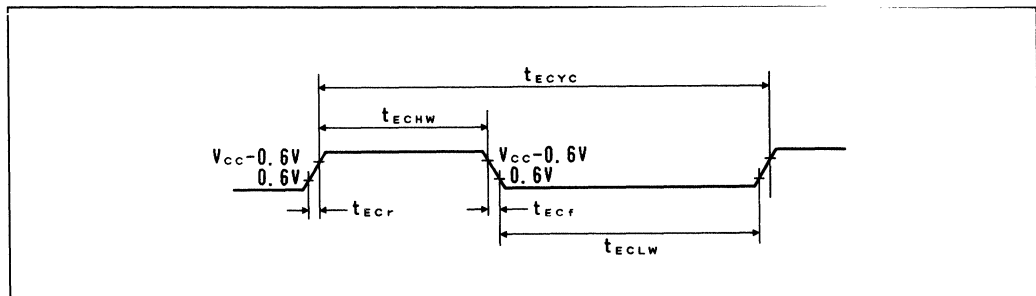 tECYC
tECHW
VCC-0.6V
VCC-0.6V
0.6V
0.6V
tECr
tECf
tECLW